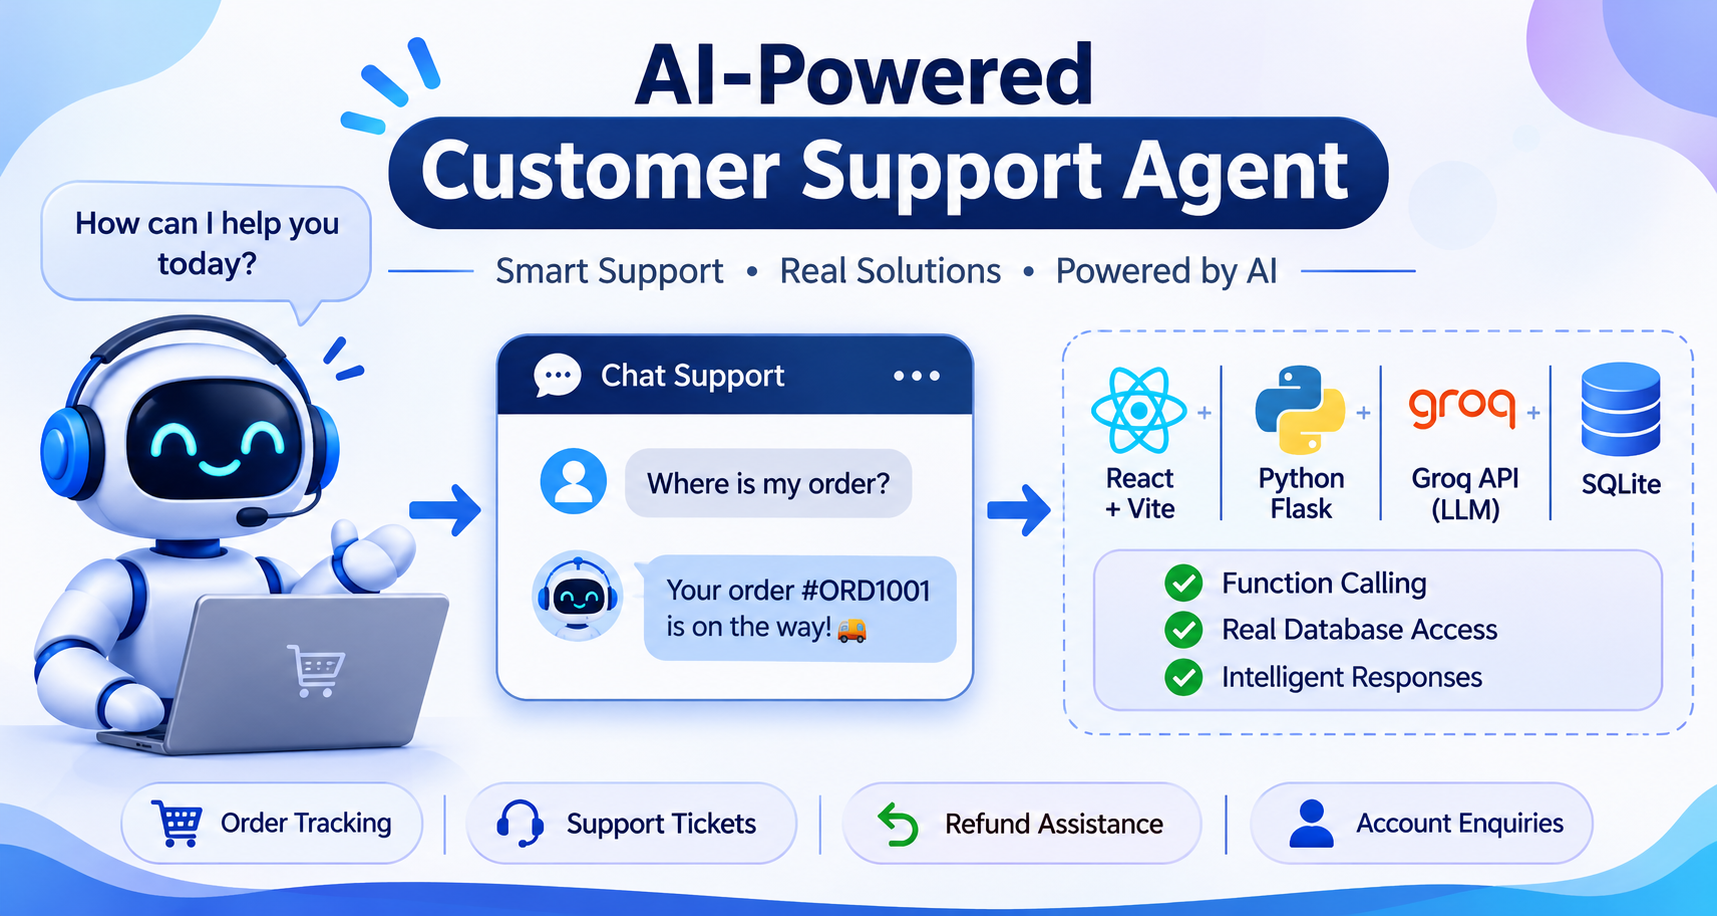 AI-Powered
Customer Support Agent
Smart Support • Real Solutions • Powered by AI
How can I help you
today?
Chat Support
Where is my order?
Your order #ORD1001
is on the way!
React
+ Vite
+
Python
Flask
+
groq
Groq API
(LLM)
+
SQLite
Function Calling
Real Database Access
Intelligent Responses
Order Tracking
Support Tickets
Refund Assistance
Account Enquiries